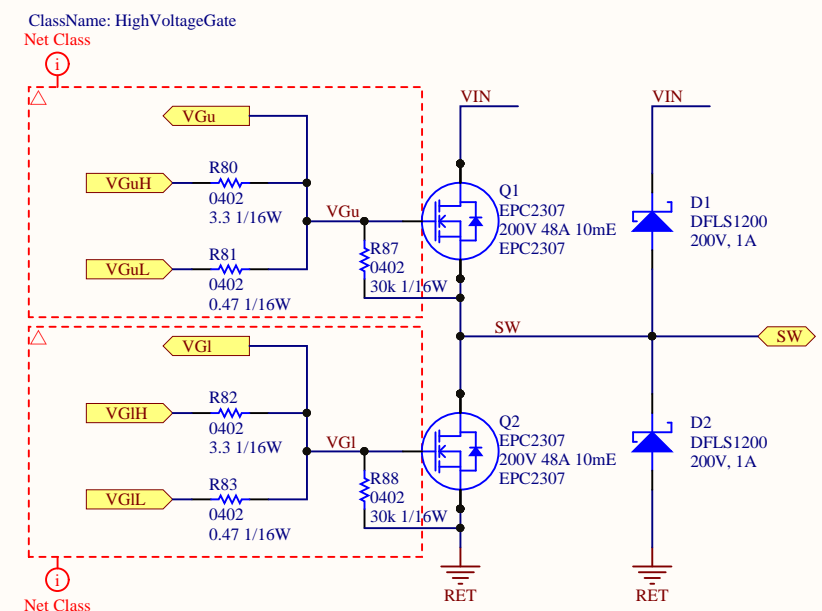 ClassName: HighVoltageGate
Net Class
i
VGu
VIN
VIN
R80
VGuH
0402
3.3 1/16W
Q1
EPC2307
200V 48A 10mE
EPC2307
D1
DFLS1200
200V, 1A
VGu
R81
VGuL
0402
0.47 1/16W
R87
0402
30k 1/16W
SW
SW
VGl
R82
VGlH
0402
3.3 1/16W
Q2
EPC2307
200V 48A 10mE
EPC2307
D2
DFLS1200
200V, 1A
VGl
R83
VGlL
0402
0.47 1/16W
R88
0402
30k 1/16W
i
Net Class
RET
RET